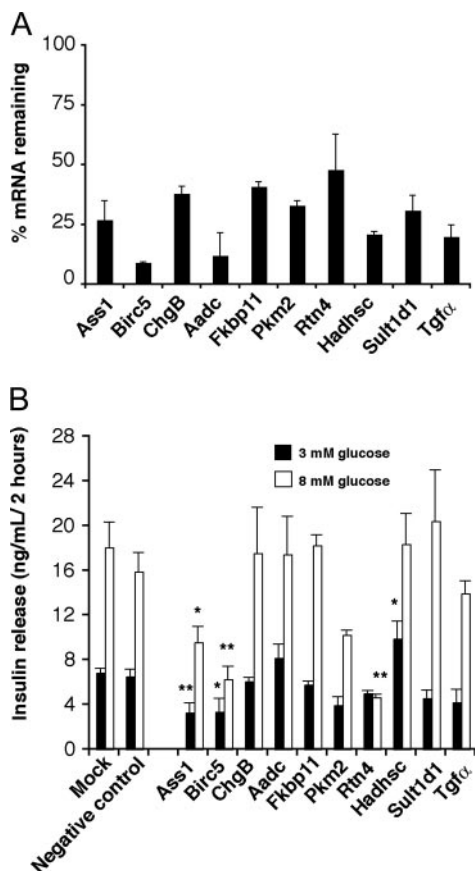 A
% mRNA remaining
100
75
50
25
0
Ass1
Birc5
ChgB
Aadc
Fkbp11
Pkm2
Rtn4
Hadhsc
Sult1d1
Tgfα
B
Insulin release (ng/mL/ 2 hours)
28
24
20
16
12
8
4
0
3 mM glucose
8 mM glucose
**
*
*
**
**
*
Mock
Negative control
Ass1
Birc5
ChgB
Aadc
Fkbp11
Pkm2
Rtn4
Hadhsc
Sult1d1
Tgfα